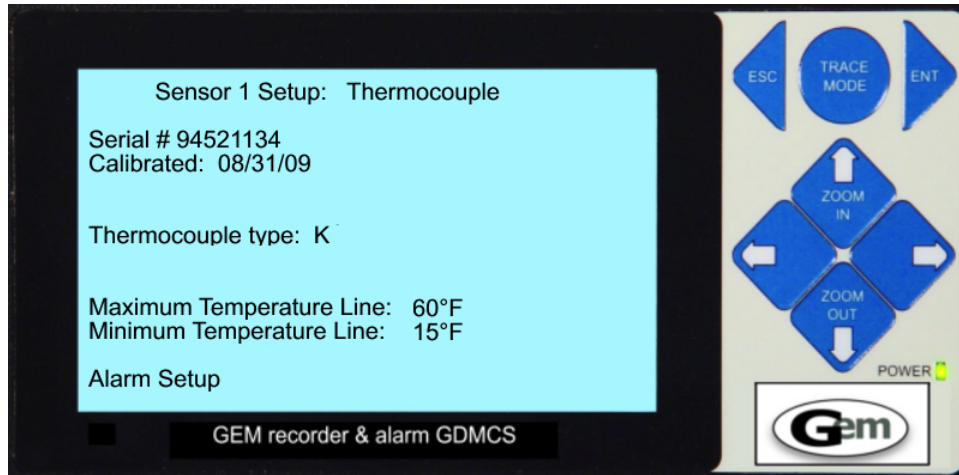 Sensor 1 Setup: Thermocouple
Serial # 94521134
Calibrated: 08/31/09
Thermocouple type: K
Maximum Temperature Line: 60°F
Minimum Temperature Line: 15°F
Alarm Setup
GEM recorder & alarm GDMCS
ESC
TRACE
MODE
ENT
ZOOM
IN
ZOOM
OUT
POWER
Gem